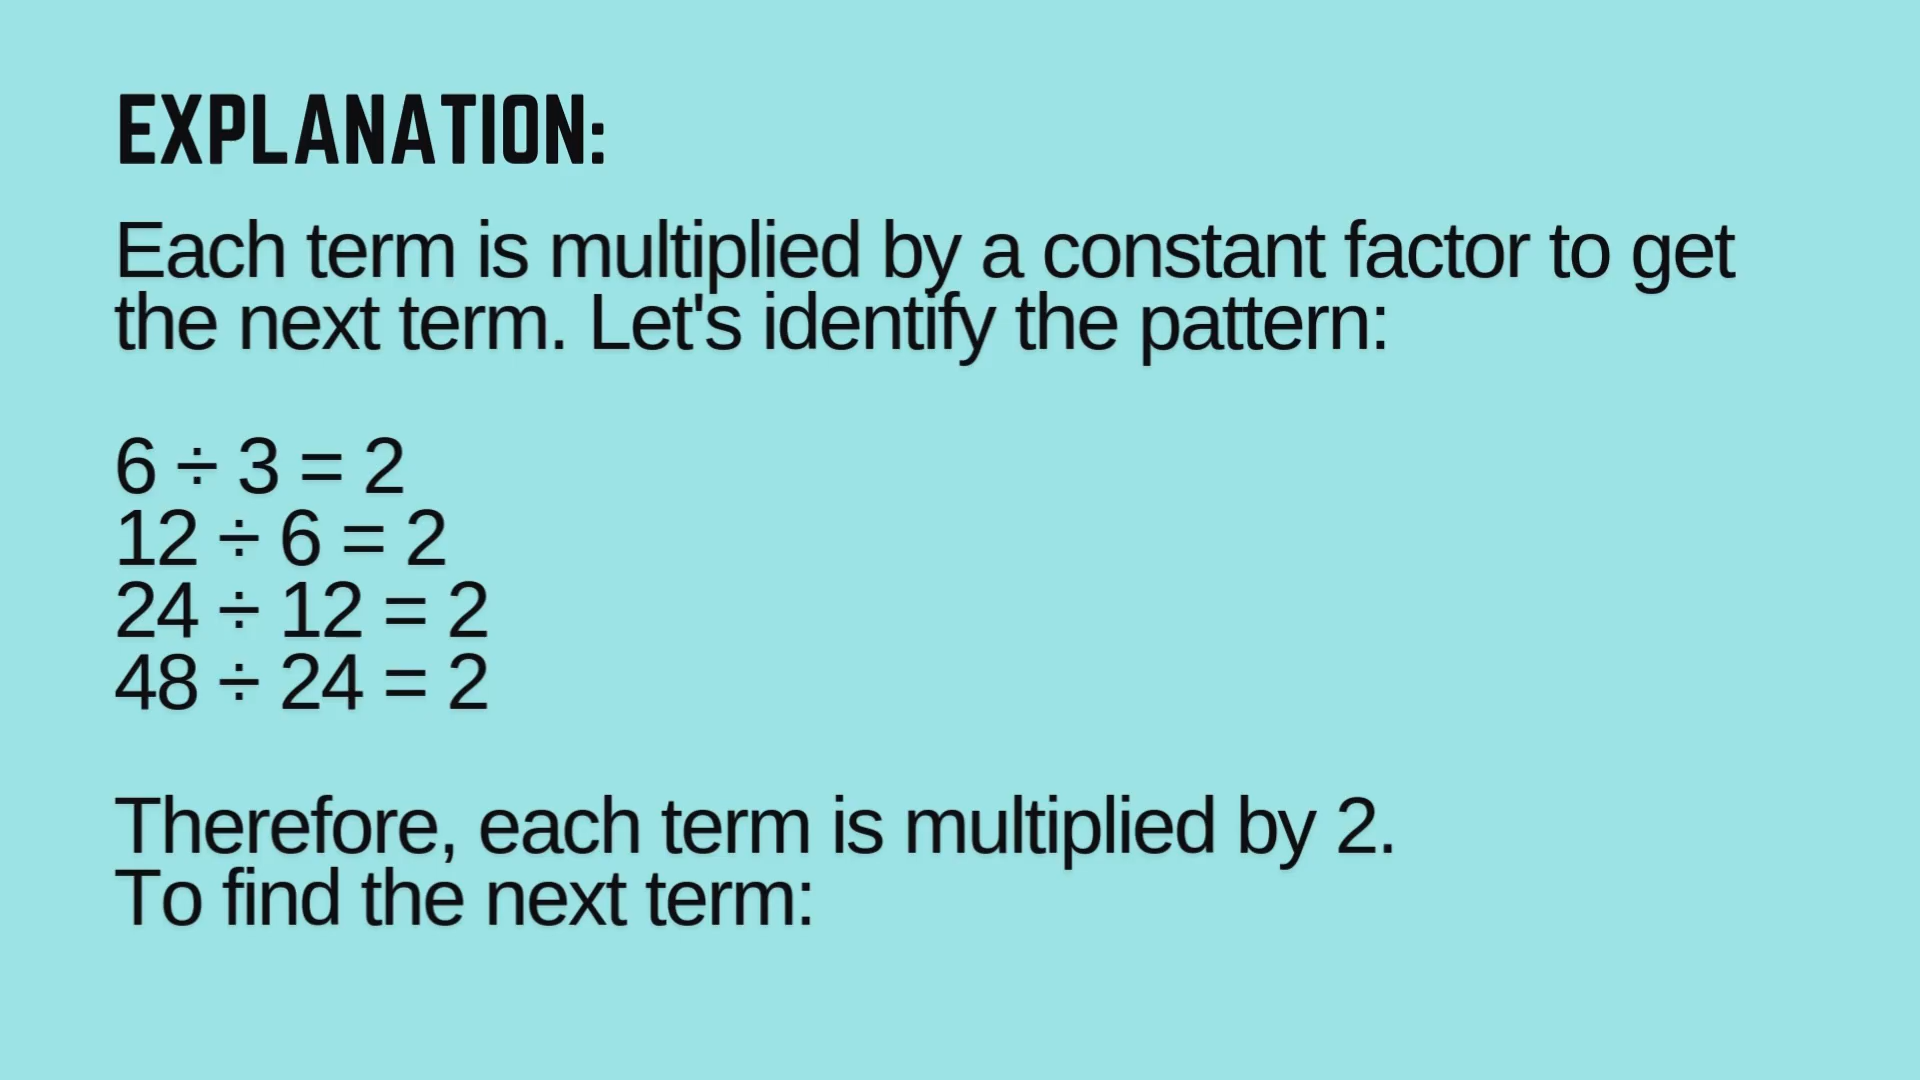 EXPLANATION:
Each term is multiplied by a constant factor to get
the next term. Let's identify the pattern:
6 ÷ 3 = 2
12 ÷ 6 = 2
24 ÷ 12 = 2
48 ÷ 24 = 2
Therefore, each term is multiplied by 2.
To find the next term: